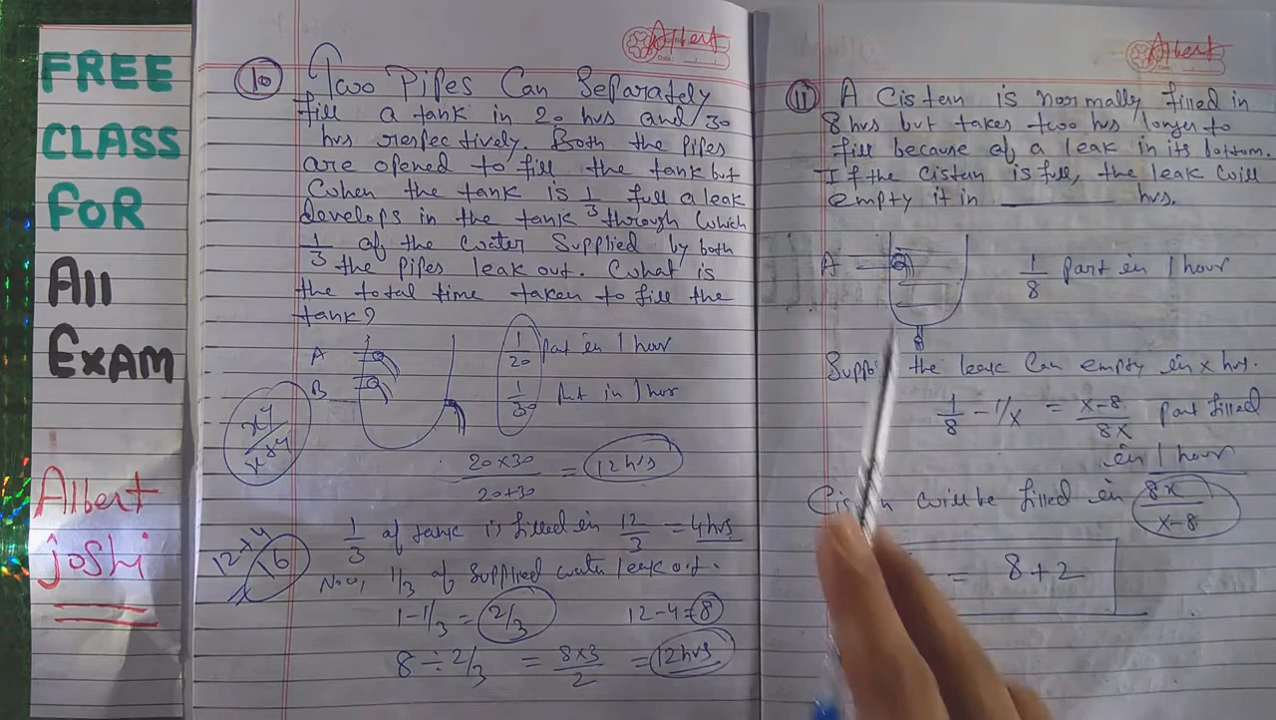 FREE
CLASS
FOR
All
ExAM
Albert
joshi
Albert
10 Two Pipes Can Separately
fill a tank in 20 hrs and 30
hrs respectively. Both the Pipes
are opened to fill the tank but
when the tank is 1/3 full a leak
develops in the tank through which
1/3 of the water Supplied by both
the Pipes leak out. What is
the total time taken to fill the
tank?
A 1/20 Part in 1 hour
B 1/30 Part in 1 hour
xy/x+y
20×30/20+30 = 12 hrs
1/3 of tank is filled in 12/3 = 4hrs
12+4
16
Now, 1/3 of Supplied water leak out.
1-1/3 = 2/3 12-4=8
8 ÷ 2/3 = 8×3/2 = 12hrs
Albert
11 A Cistern is normally filled in
8 hrs but takes two hrs longer to
fill because of a leak in its bottom.
If the cistern is full, the leak will
empty it in ______ hrs.
A 1/8 Part in 1 hour
the leak Can empty in x hrs.
1/8 - 1/x = x-8/8x Part filled
in 1 hour
will be filled in 8x/x-8
= 8+2